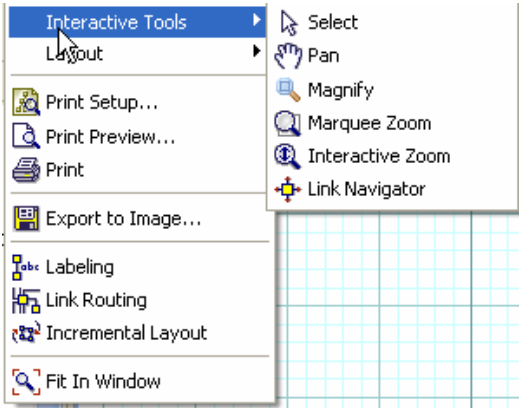 Interactive Tools
Layout
Print Setup...
Print Preview...
Print
Export to Image...
abc Labeling
Link Routing
Incremental Layout
Fit In Window
Select
Pan
Magnify
Marquee Zoom
Interactive Zoom
Link Navigator